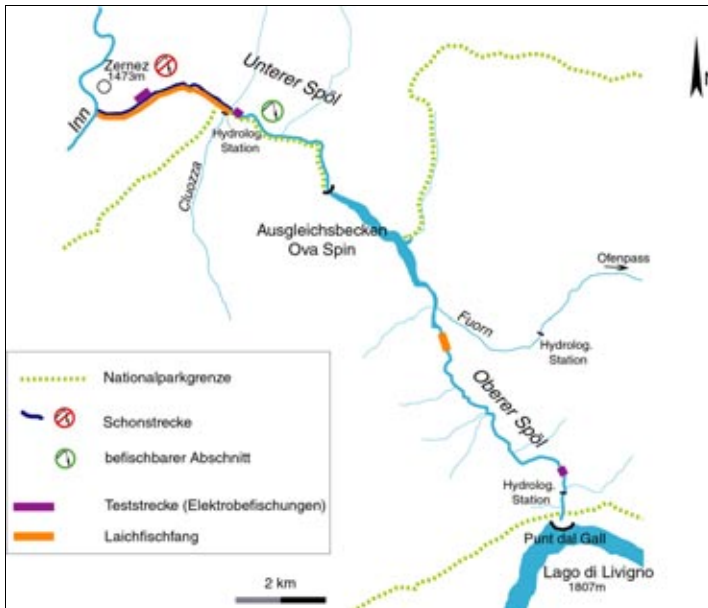 Zernez
1473m
N
Inn
Unterer Spöl
Hydrolog.
Station
Cluozza
Ausgleichsbecken
Ova Spin
Ofenpass
Fuorn
Hydrolog.
Station
Oberer Spöl
Hydrolog.
Station
Punt dal Gall
Lago di Livigno
1807m
Nationalparkgrenze
Schonstrecke
befischbarer Abschnitt
Teststrecke (Elektrobefischungen)
Laichfischfang
2 km